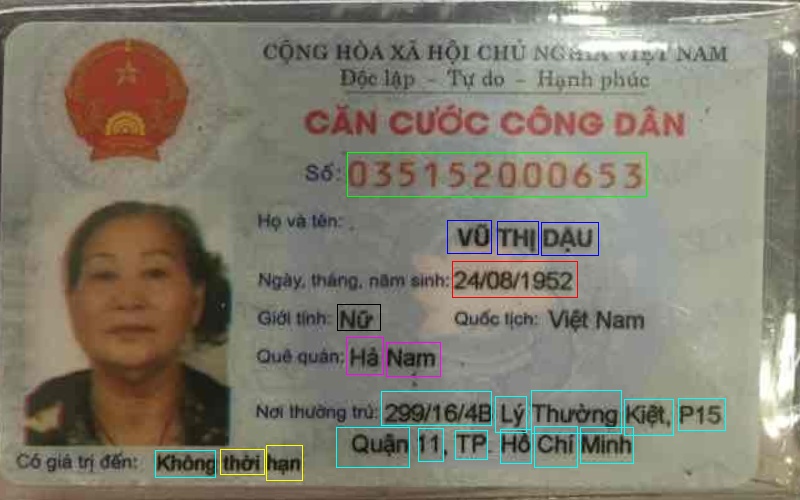 CỘNG HÒA XÃ HỘI CHỦ NGHĨA VIỆT NAM
Độc lập - Tự do - Hạnh phúc
CĂN CƯỚC CÔNG DÂN
Số: 035152000653
Họ và tên:
VŨ THỊ DẬU
Ngày, tháng, năm sinh: 24/08/1952
Giới tính: Nữ Quốc tịch: Việt Nam
Quê quán: Hà Nam
Nơi thường trú: 299/16/4B Lý Thường Kiệt, P15
Quận 11, TP. Hồ Chí Minh
Có giá trị đến: Không thời hạn